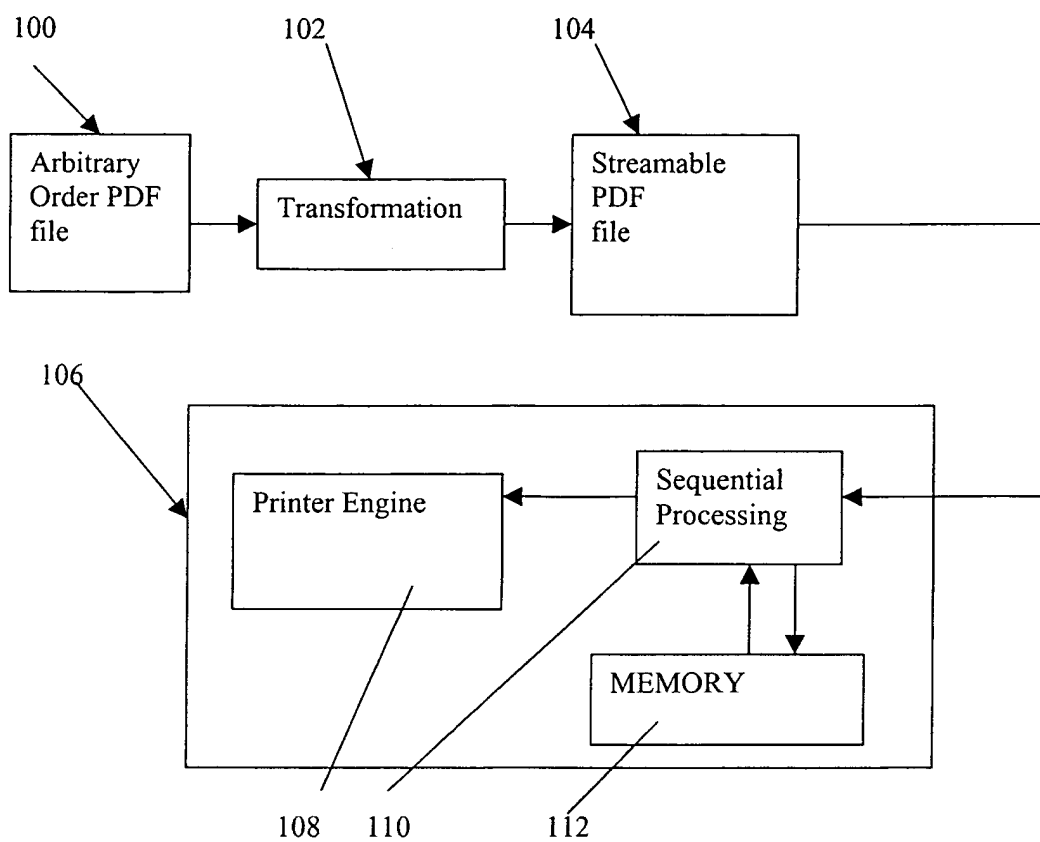 100
102
104
Arbitrary
Order PDF
file
Transformation
Streamable
PDF
file
106
Printer Engine
Sequential
Processing
MEMORY
108
110
112